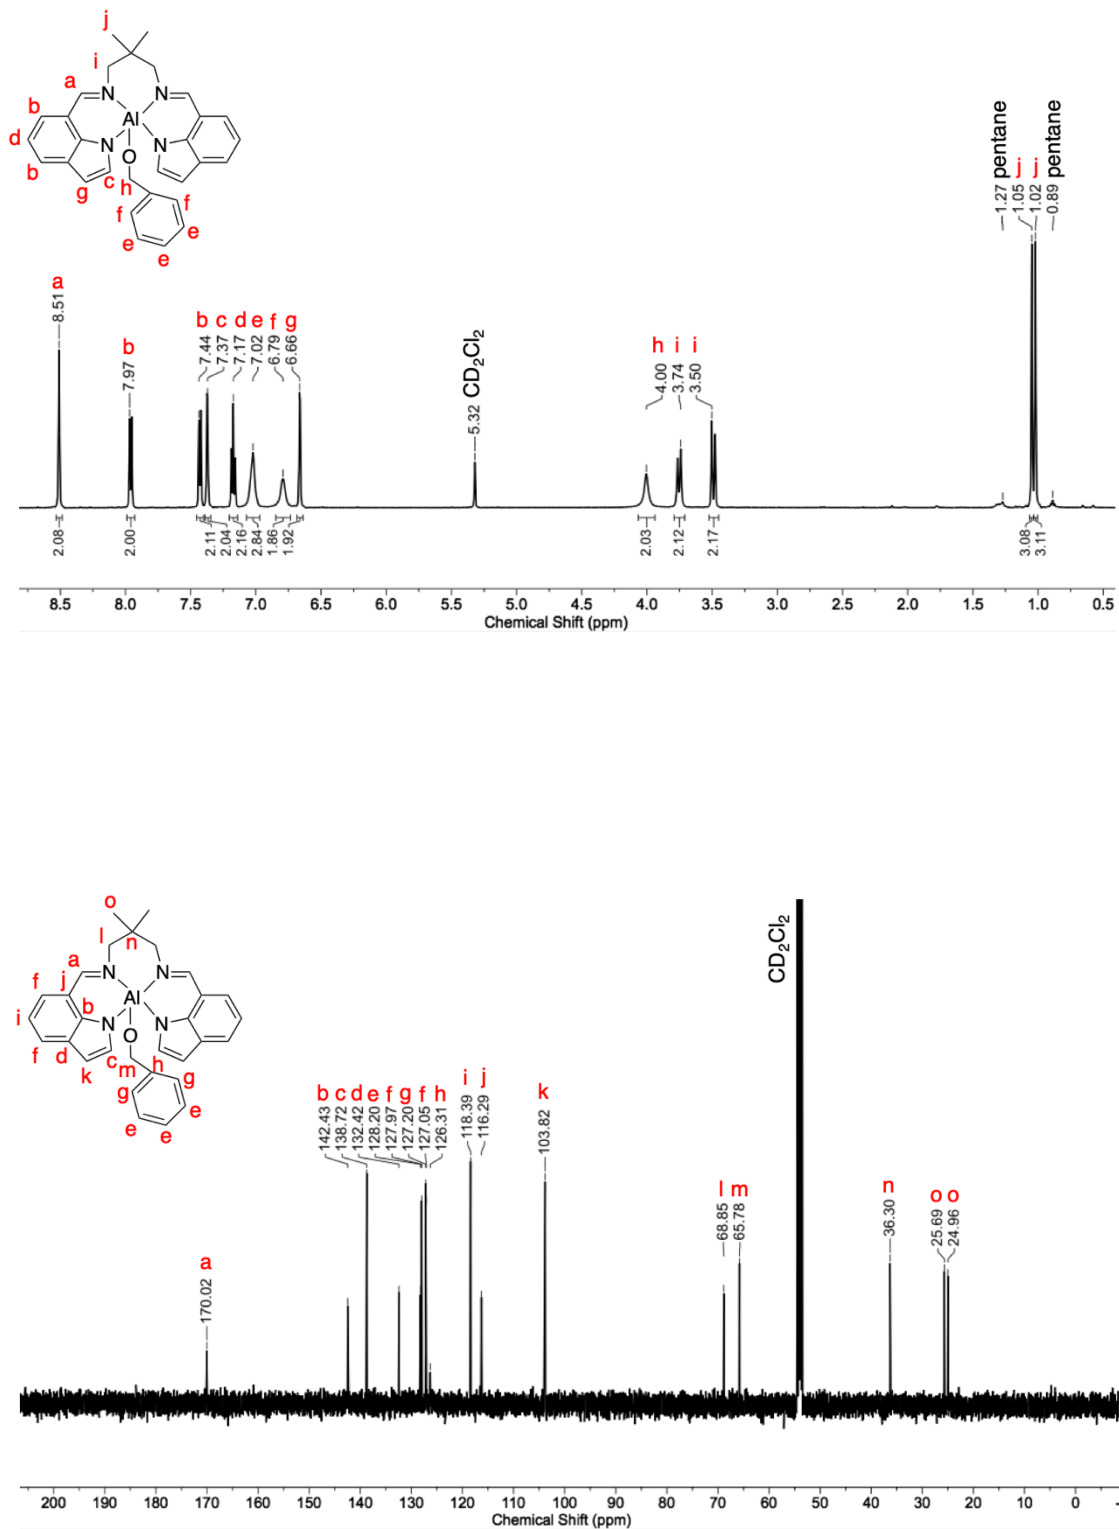 j
i
a
b
d
b
g
c
h
f
f
e
e
e
N
N
Al
N
N
O
a
8.51
b
7.97
b c d e f g
7.44
7.37
7.17
7.02
6.79
6.66
5.32 CD2Cl2
h i i
4.00
3.74
3.50
1.27 pentane
1.05 j
1.02 j
0.89 pentane
2.08
2.00
2.11
2.04
2.16
2.84
1.86
1.92
2.03
2.12
2.17
3.08
3.11
8.5 8.0 7.5 7.0 6.5 6.0 5.5 5.0 4.5 4.0 3.5 3.0 2.5 2.0 1.5 1.0 0.5
Chemical Shift (ppm)
o
l
n
a
f
j
i
b
f
d
k
c
m
h
g
g
e
e
e
N
N
Al
N
N
O
a
170.02
b c d e f g f h
142.43
138.72
132.42
128.20
127.97
127.20
127.05
126.31
i j
118.39
116.29
k
103.82
l m
68.85
65.78
CD2Cl2
n
36.30
o o
25.69
24.96
200 190 180 170 160 150 140 130 120 110 100 90 80 70 60 50 40 30 20 10 0
Chemical Shift (ppm)